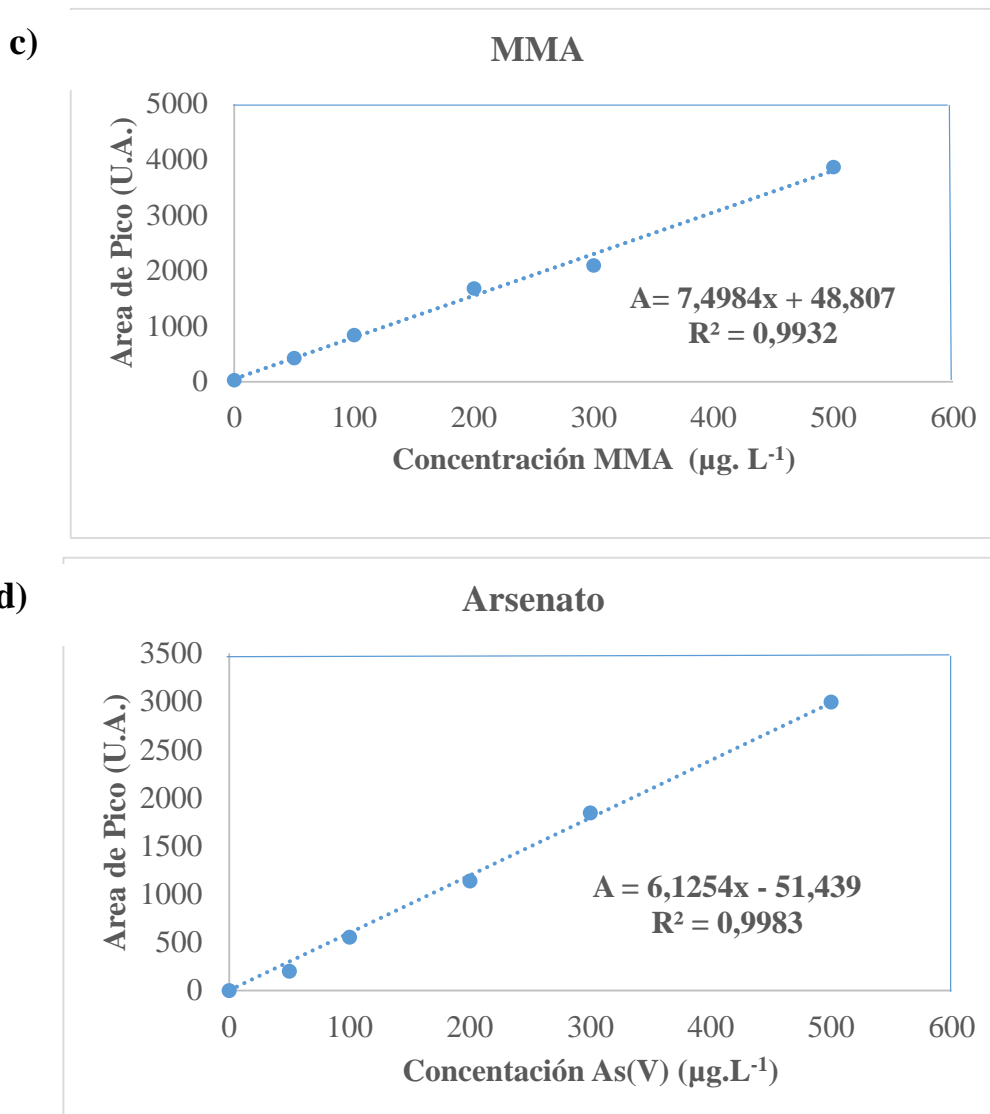 c)
MMA
5000
4000
3000
2000
1000
0
Area de Pico (U.A.)
A= 7,4984x + 48,807
R² = 0,9932
0 100 200 300 400 500 600
Concentración MMA (µg. L⁻¹)
d)
Arsenato
3500
3000
2500
2000
1500
1000
500
0
Area de Pico (U.A.)
A = 6,1254x - 51,439
R² = 0,9983
0 100 200 300 400 500 600
Concentación As(V) (µg.L⁻¹)